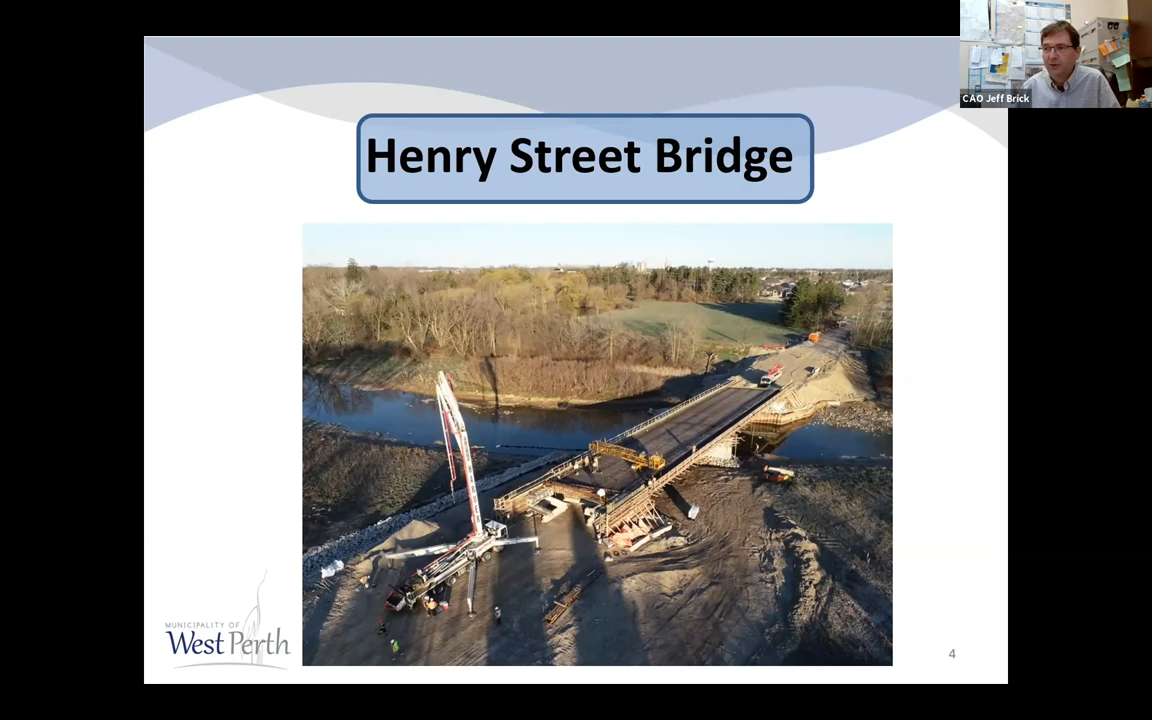 CAO Jeff Brick
Henry Street Bridge
MUNICIPALITY OF
West Perth
4